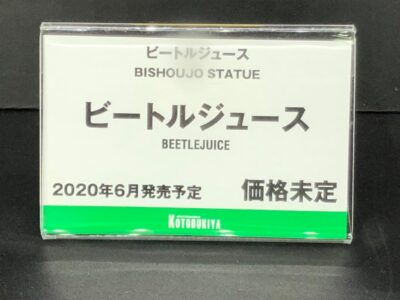 ビートルジュース
BISHOUJO STATUE
ビートルジュース
BEETLEJUICE
2020年6月発売予定 価格未定
KOTOBUKIYA